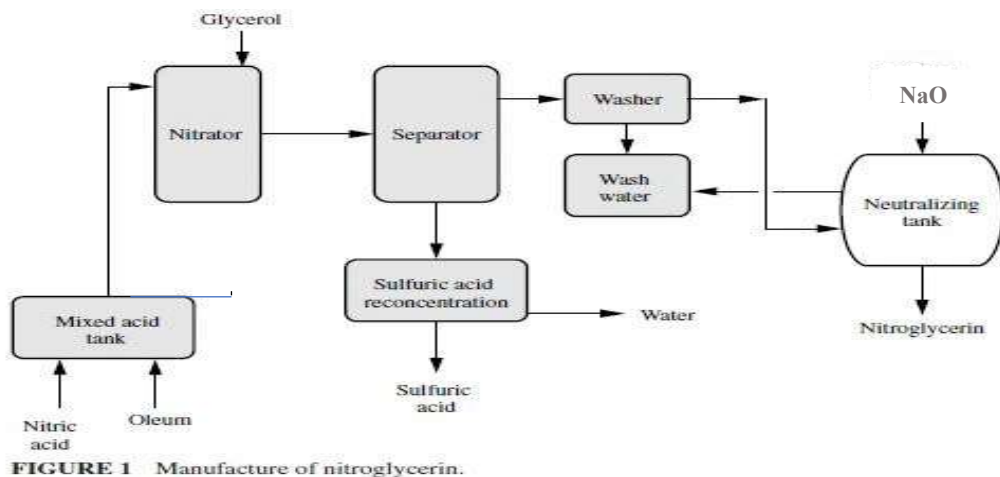 Glycerol
Nitrator
Separator
Washer
NaO
Wash
water
Neutralizing
tank
Sulfuric acid
reconcentration
Water
Nitroglycerin
Mixed acid
tank
Sulfuric
acid
Nitric
acid
Oleum
FIGURE 1 Manufacture of nitroglycerin.